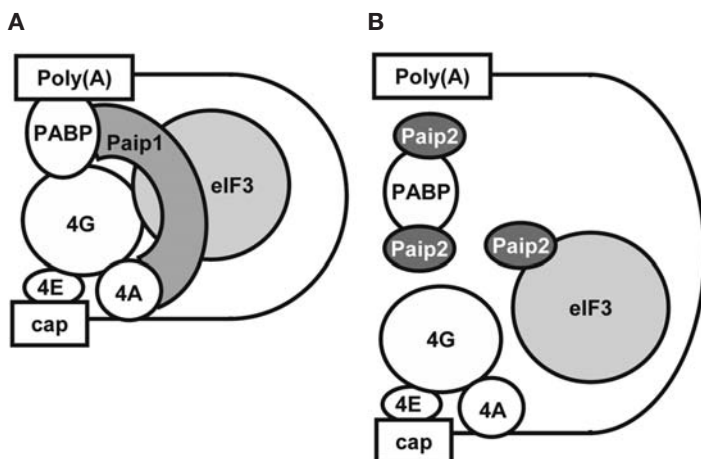 A
Poly(A)
PABP
Paip1
eIF3
4G
4E
4A
cap
B
Poly(A)
Paip2
PABP
Paip2
Paip2
eIF3
4G
4E
4A
cap